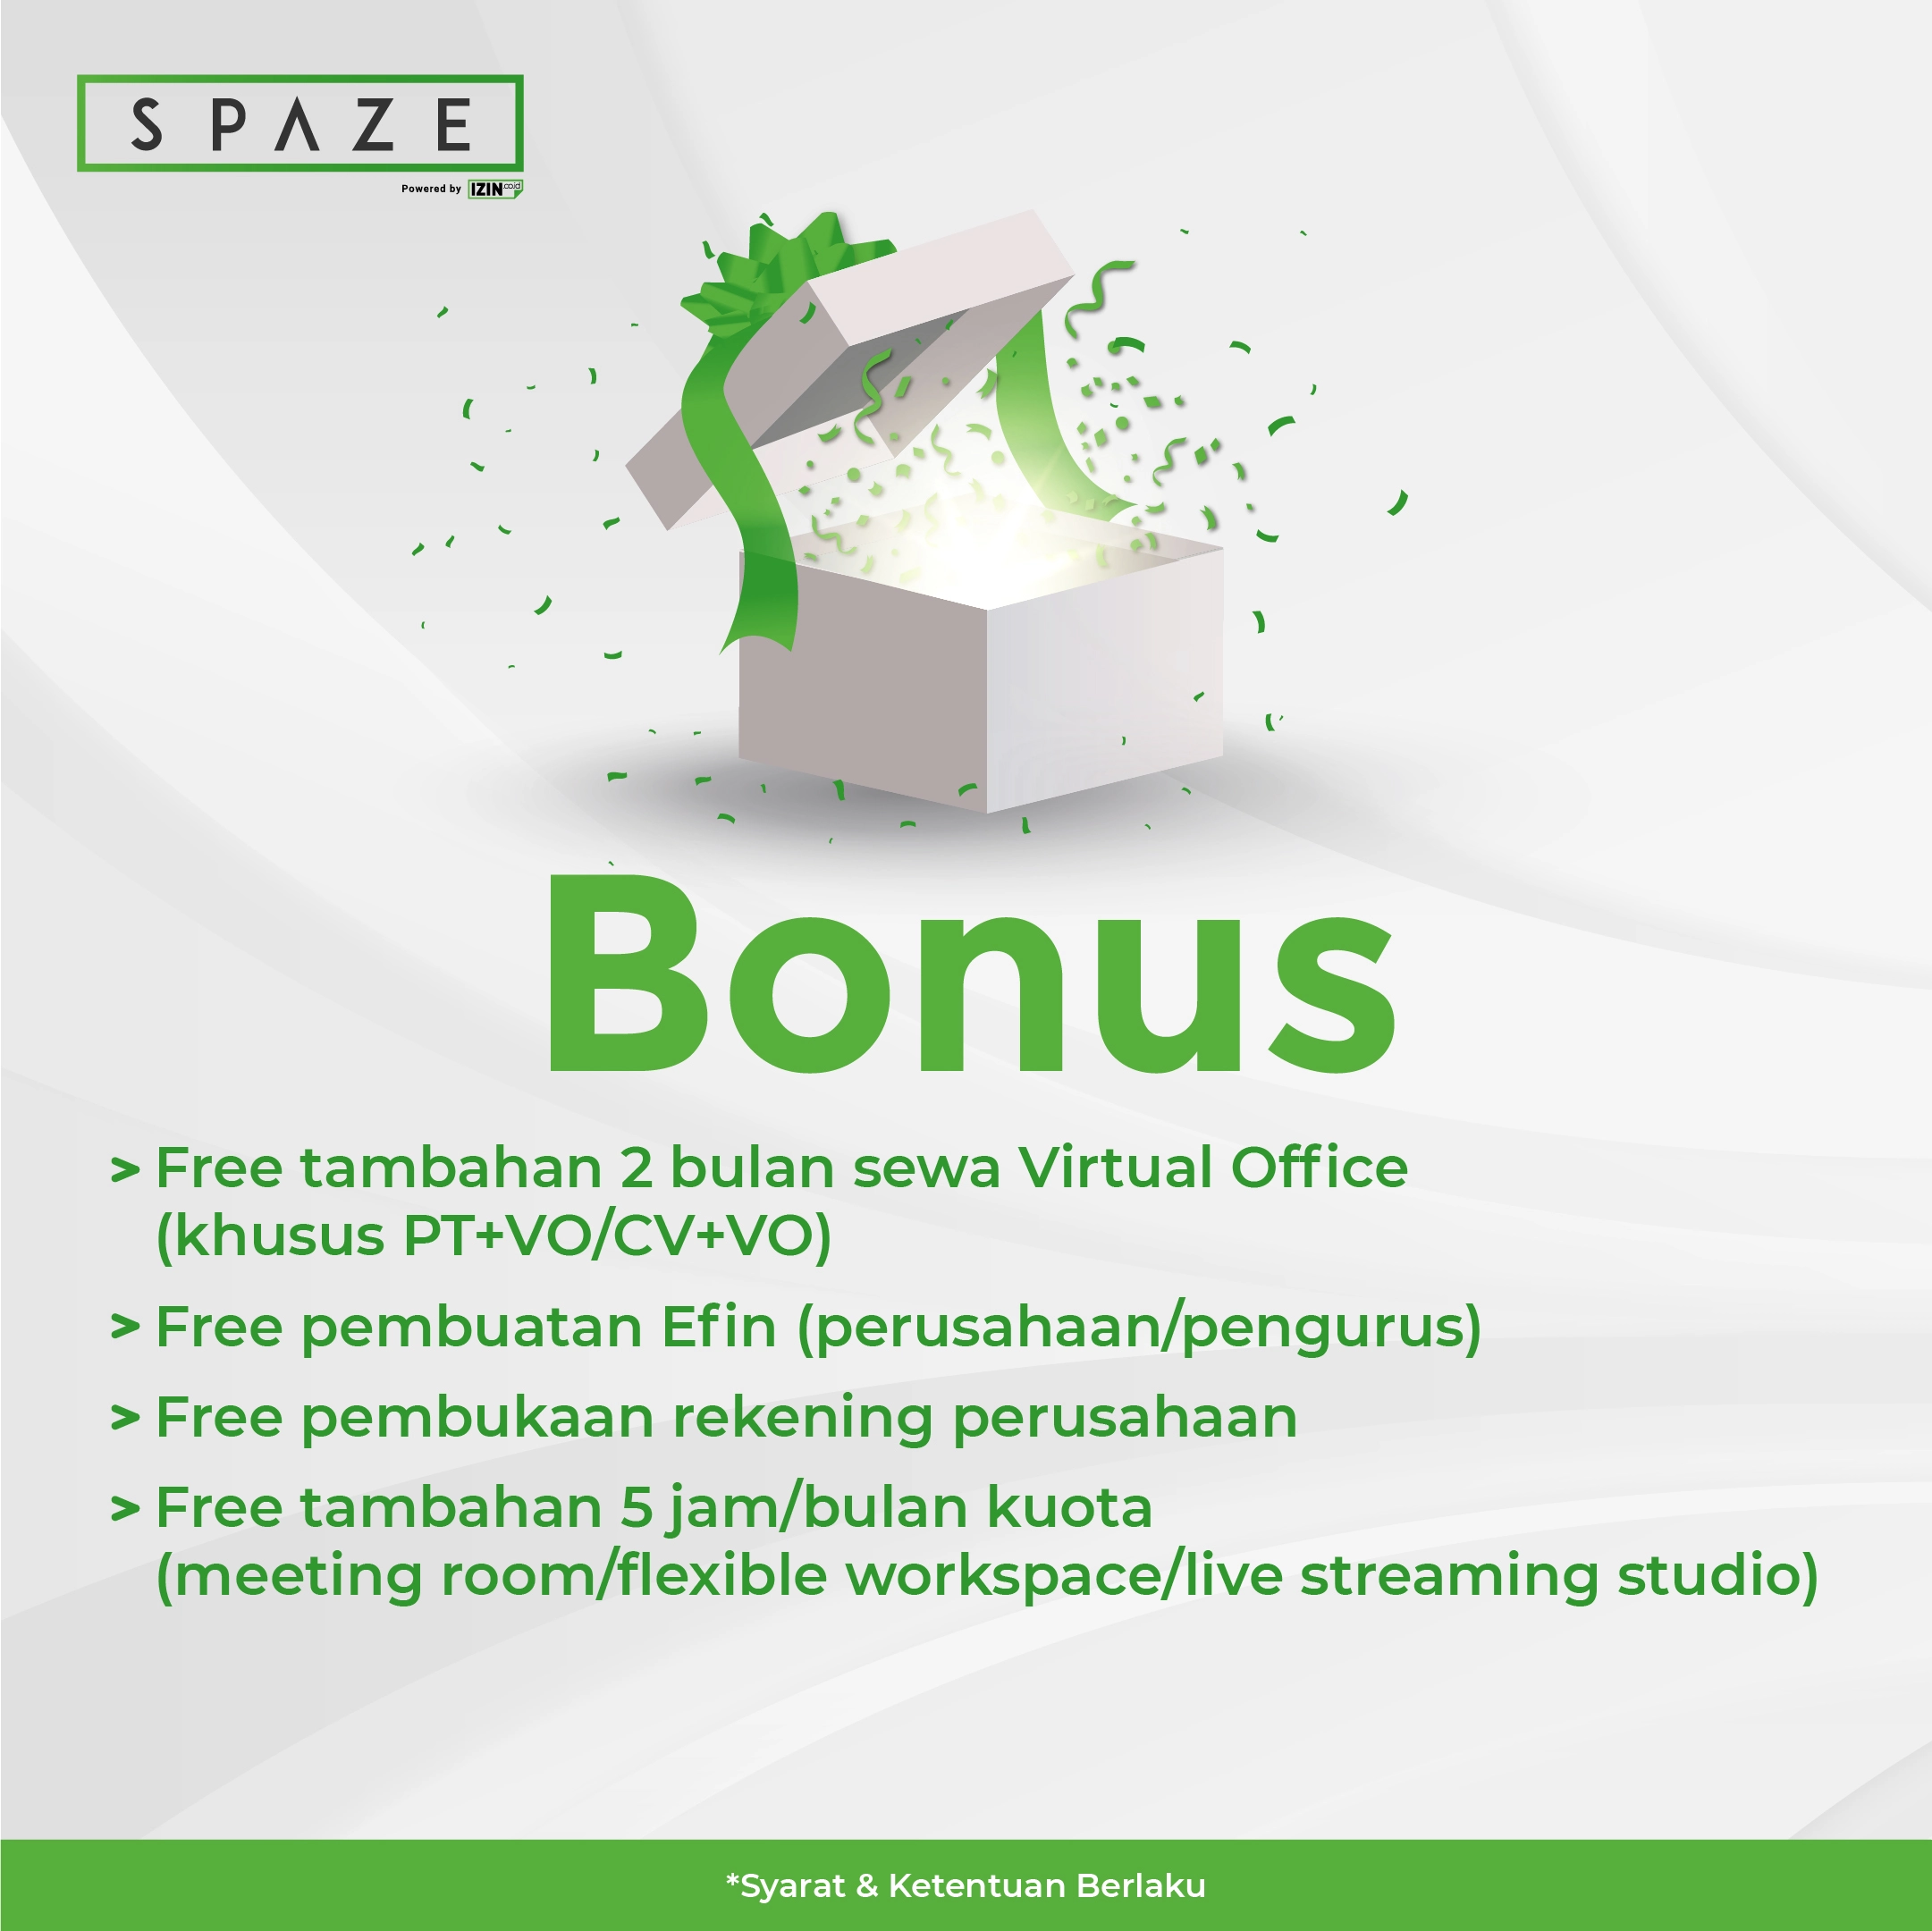 SPAZE
Powered by IZIN.co.id
Bonus
> Free tambahan 2 bulan sewa Virtual Office
(khusus PT+VO/CV+VO)
> Free pembuatan Efin (perusahaan/pengurus)
> Free pembukaan rekening perusahaan
> Free tambahan 5 jam/bulan kuota
(meeting room/flexible workspace/live streaming studio)
*Syarat & Ketentuan Berlaku